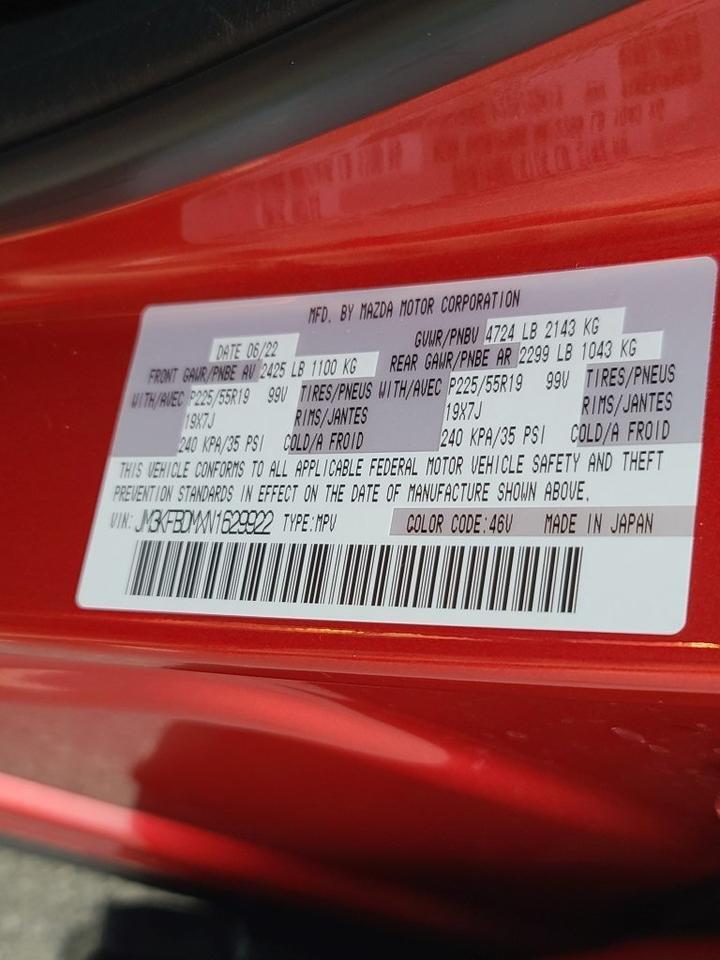 MFD. BY MAZDA MOTOR CORPORATION
DATE 06/22 GVWR/PNBV 4724 LB 2143 KG
FRONT GAWR/PNBE AV 2425 LB 1100 KG REAR GAWR/PNBE AR 2299 LB 1043 KG
WITH/AVEC P225/55R19 99V TIRES/PNEUS WITH/AVEC P225/55R19 99V TIRES/PNEUS
19X7J RIMS/JANTES 19X7J RIMS/JANTES
240 KPA/35 PSI COLD/A FROID 240 KPA/35 PSI COLD/A FROID
THIS VEHICLE CONFORMS TO ALL APPLICABLE FEDERAL MOTOR VEHICLE SAFETY AND THEFT
PREVENTION STANDARDS IN EFFECT ON THE DATE OF MANUFACTURE SHOWN ABOVE.
VIN: JM3KFBDMXN1629922 TYPE:MPV COLOR CODE:46V MADE IN JAPAN